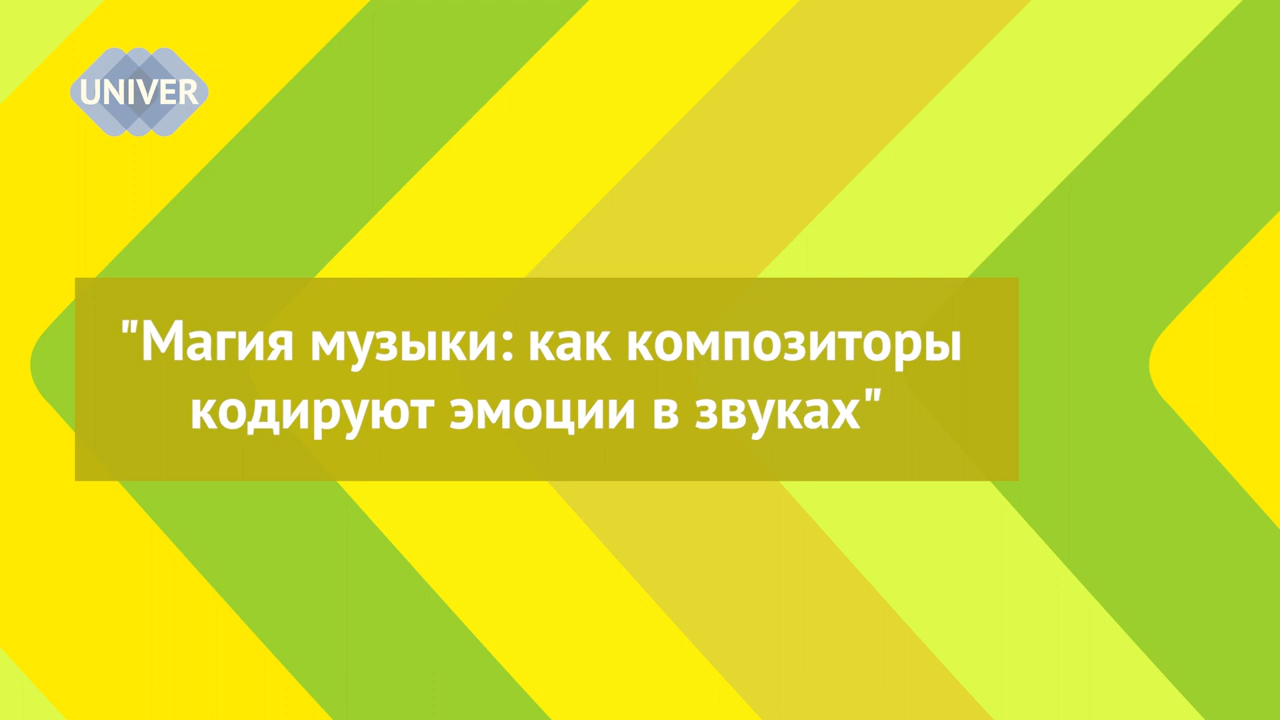 UNIVER
"Магия музыки: как композиторы
кодируют эмоции в звуках"